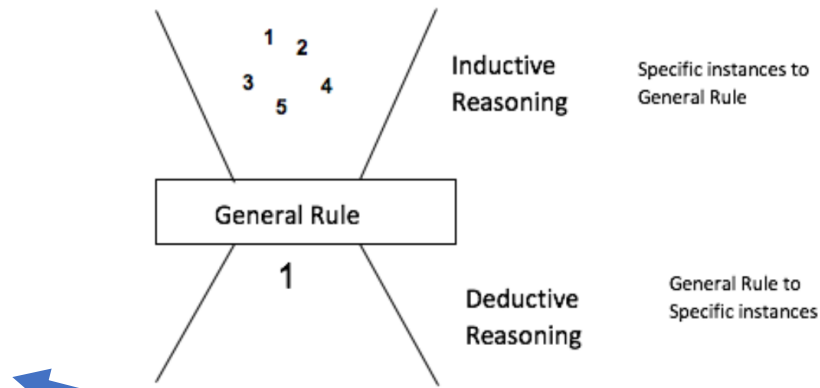 1 2
3 4
5
Inductive
Reasoning
Specific instances to
General Rule
General Rule
1
Deductive
Reasoning
General Rule to
Specific instances